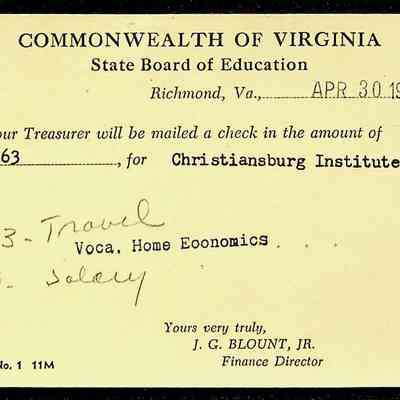 COMMONWEALTH OF VIRGINIA
State Board of Education
Richmond, Va., APR 30 19
our Treasurer will be mailed a check in the amount of
63, for Christiansburg Institute
3 - Travel
Voca. Home Economics . . .
- Salary
Yours very truly,
J. G. BLOUNT, JR.
Finance Director
No. 1 11M